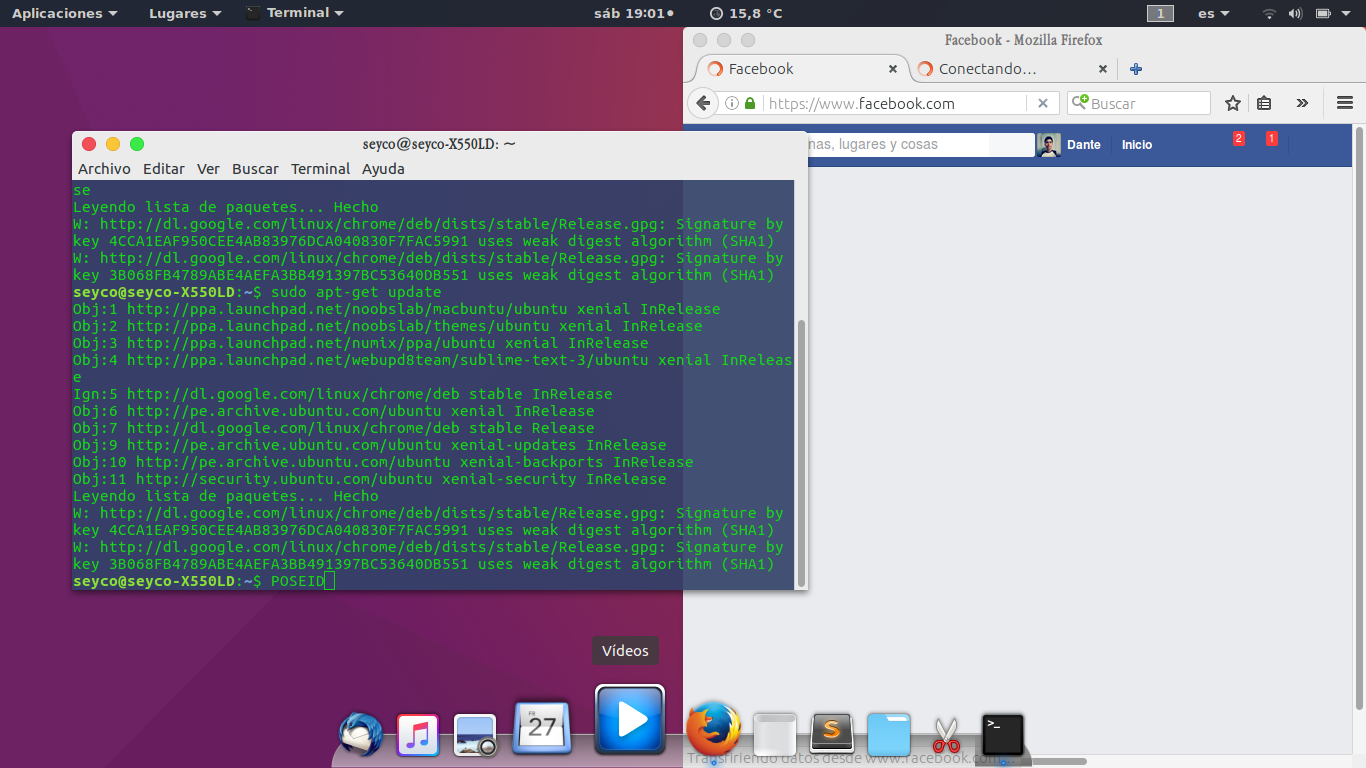 Aplicaciones Lugares Terminal sáb 19:01 15,8 °C 1 es
Facebook - Mozilla Firefox
Facebook Conectando…
https://www.facebook.com Buscar
nas, lugares y cosas Dante Inicio 2 1
seyco@seyco-X550LD: ~
Archivo Editar Ver Buscar Terminal Ayuda
se
Leyendo lista de paquetes... Hecho
W: http://dl.google.com/linux/chrome/deb/dists/stable/Release.gpg: Signature by
key 4CCA1EAF950CEE4AB83976DCA040830F7FAC5991 uses weak digest algorithm (SHA1)
W: http://dl.google.com/linux/chrome/deb/dists/stable/Release.gpg: Signature by
key 3B068FB4789ABE4AEFA3BB491397BC53640DB551 uses weak digest algorithm (SHA1)
seyco@seyco-X550LD:~$ sudo apt-get update
Obj:1 http://ppa.launchpad.net/noobslab/macbuntu/ubuntu xenial InRelease
Obj:2 http://ppa.launchpad.net/noobslab/themes/ubuntu xenial InRelease
Obj:3 http://ppa.launchpad.net/numix/ppa/ubuntu xenial InRelease
Obj:4 http://ppa.launchpad.net/webupd8team/sublime-text-3/ubuntu xenial InReleas
e
Ign:5 http://dl.google.com/linux/chrome/deb stable InRelease
Obj:6 http://pe.archive.ubuntu.com/ubuntu xenial InRelease
Obj:7 http://dl.google.com/linux/chrome/deb stable Release
Obj:9 http://pe.archive.ubuntu.com/ubuntu xenial-updates InRelease
Obj:10 http://pe.archive.ubuntu.com/ubuntu xenial-backports InRelease
Obj:11 http://security.ubuntu.com/ubuntu xenial-security InRelease
Leyendo lista de paquetes... Hecho
W: http://dl.google.com/linux/chrome/deb/dists/stable/Release.gpg: Signature by
key 4CCA1EAF950CEE4AB83976DCA040830F7FAC5991 uses weak digest algorithm (SHA1)
W: http://dl.google.com/linux/chrome/deb/dists/stable/Release.gpg: Signature by
key 3B068FB4789ABE4AEFA3BB491397BC53640DB551 uses weak digest algorithm (SHA1)
seyco@seyco-X550LD:~$ POSEID
Vídeos
FR
27
S
>_
Transfiriendo datos desde www.facebook.com…